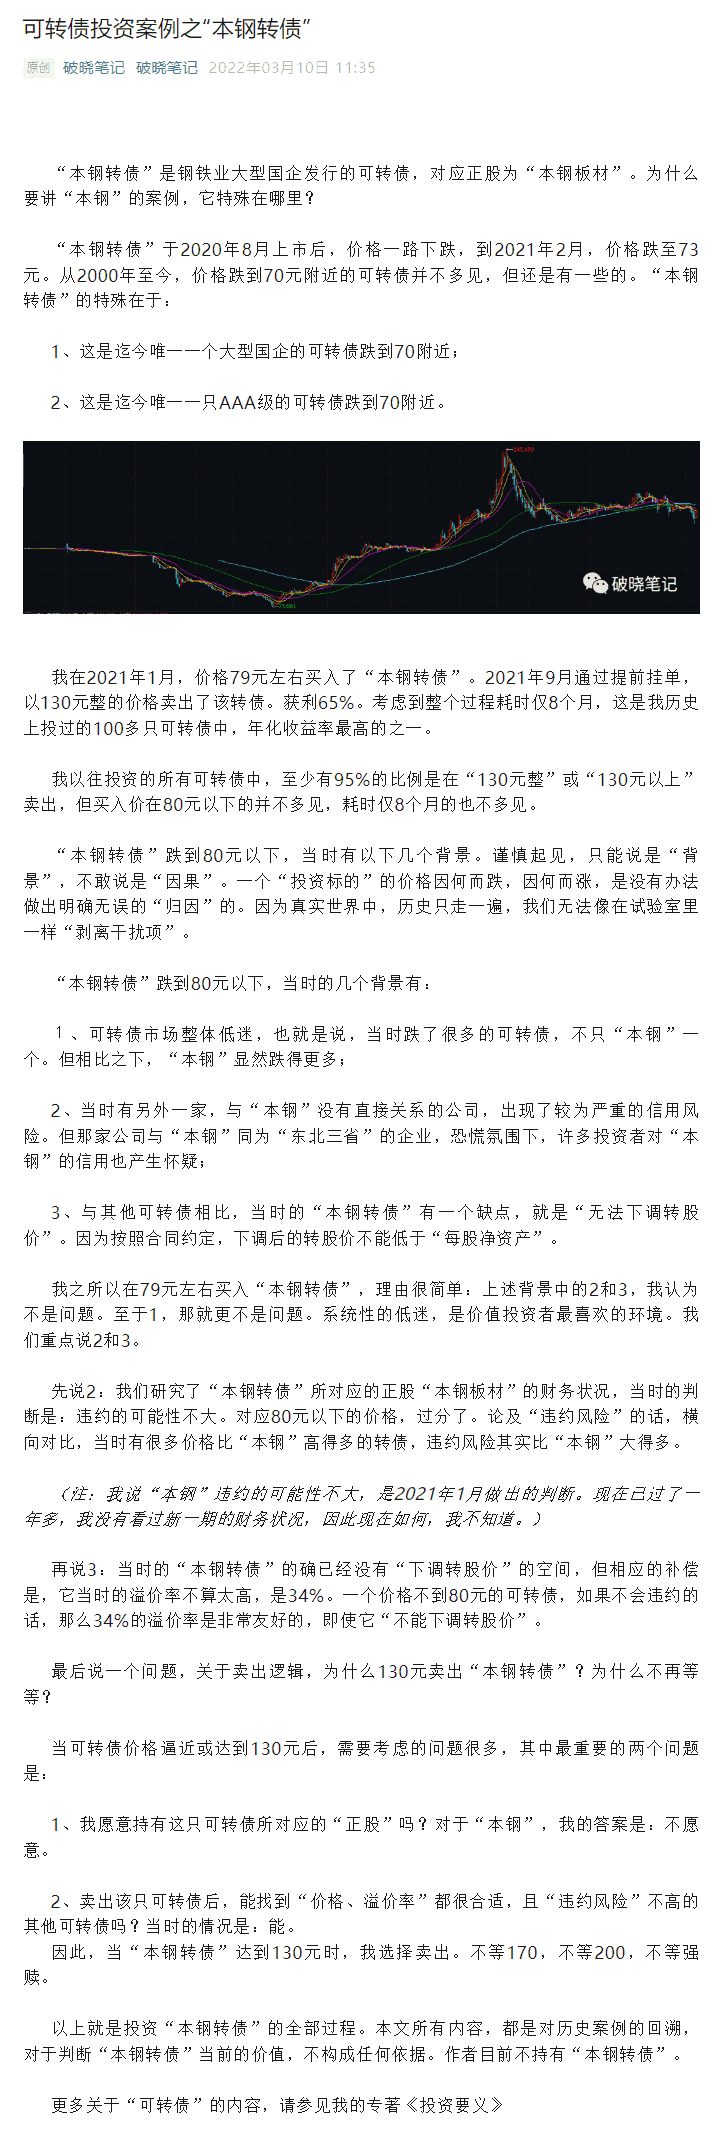 可转债投资案例之“本钢转债”
原创 破晓笔记 破晓笔记 2022年03月10日 11:35
“本钢转债”是钢铁业大型国企发行的可转债，对应正股为“本钢板材”。为什么
要讲“本钢”的案例，它特殊在哪里？
“本钢转债”于2020年8月上市后，价格一路下跌，到2021年2月，价格跌至73
元。从2000年至今，价格跌到70元附近的可转债并不多见，但还是有一些的。“本钢
转债”的特殊在于：
1、这是迄今唯一一个大型国企的可转债跌到70附近；
2、这是迄今唯一一只AAA级的可转债跌到70附近。
破晓笔记
我在2021年1月，价格79元左右买入了“本钢转债”。2021年9月通过提前挂单，
以130元整的价格卖出了该转债。获利65%。考虑到整个过程耗时仅8个月，这是我历史
上投过的100多只可转债中，年化收益率最高的之一。
我以往投资的所有可转债中，至少有95%的比例是在“130元整”或“130元以上”
卖出，但买入价在80元以下的并不多见，耗时仅8个月的也不多见。
“本钢转债”跌到80元以下，当时有以下几个背景。谨慎起见，只能说是“背
景”，不敢说是“因果”。一个“投资标的”的价格因何而跌，因何而涨，是没有办法
做出明确无误的“归因”的。因为真实世界中，历史只走一遍，我们无法像在试验室里
一样“剥离干扰项”。
“本钢转债”跌到80元以下，当时的几个背景有：
1、可转债市场整体低迷，也就是说，当时跌了很多的可转债，不只“本钢”一
个。但相比之下，“本钢”显然跌得更多；
2、当时有另外一家，与“本钢”没有直接关系的公司，出现了较为严重的信用风
险。但那家公司与“本钢”同为“东北三省”的企业，恐慌氛围下，许多投资者对“本
钢”的信用也产生怀疑；
3、与其他可转债相比，当时的“本钢转债”有一个缺点，就是“无法下调转股
价”。因为按照合同约定，下调后的转股价不能低于“每股净资产”。
我之所以在79元左右买入“本钢转债”，理由很简单：上述背景中的2和3，我认为
不是问题。至于1，那就更不是问题。系统性的低迷，是价值投资者最喜欢的环境。我
们重点说2和3。
先说2：我们研究了“本钢转债”所对应的正股“本钢板材”的财务状况，当时的判
断是：违约的可能性不大。对应80元以下的价格，过分了。论及“违约风险”的话，横
向对比，当时有很多价格比“本钢”高得多的转债，违约风险其实比“本钢”大得多。
（注：我说“本钢”违约的可能性不大，是2021年1月做出的判断。现在已过了一
年多，我没有看过新一期的财务状况，因此现在如何，我不知道。）
再说3：当时的“本钢转债”的确已经没有“下调转股价”的空间，但相应的补偿
是，它当时的溢价率不算太高，是34%。一个价格不到80元的可转债，如果不会违约的
话，那么34%的溢价率是非常友好的，即使它“不能下调转股价”。
最后说一个问题，关于卖出逻辑，为什么130元卖出“本钢转债”？为什么不再等
等？
当可转债价格逼近或达到130元后，需要考虑的问题很多，其中最重要的两个问题
是：
1、我愿意持有这只可转债所对应的“正股”吗？对于“本钢”，我的答案是：不愿
意。
2、卖出该只可转债后，能找到“价格、溢价率”都很合适，且“违约风险”不高的
其他可转债吗？当时的情况是：能。
因此，当“本钢转债”达到130元时，我选择卖出。不等170，不等200，不等强
赎。
以上就是投资“本钢转债”的全部过程。本文所有内容，都是对历史案例的回溯，
对于判断“本钢转债”当前的价值，不构成任何依据。作者目前不持有“本钢转债”。
更多关于“可转债”的内容，请参见我的专著《投资要义》